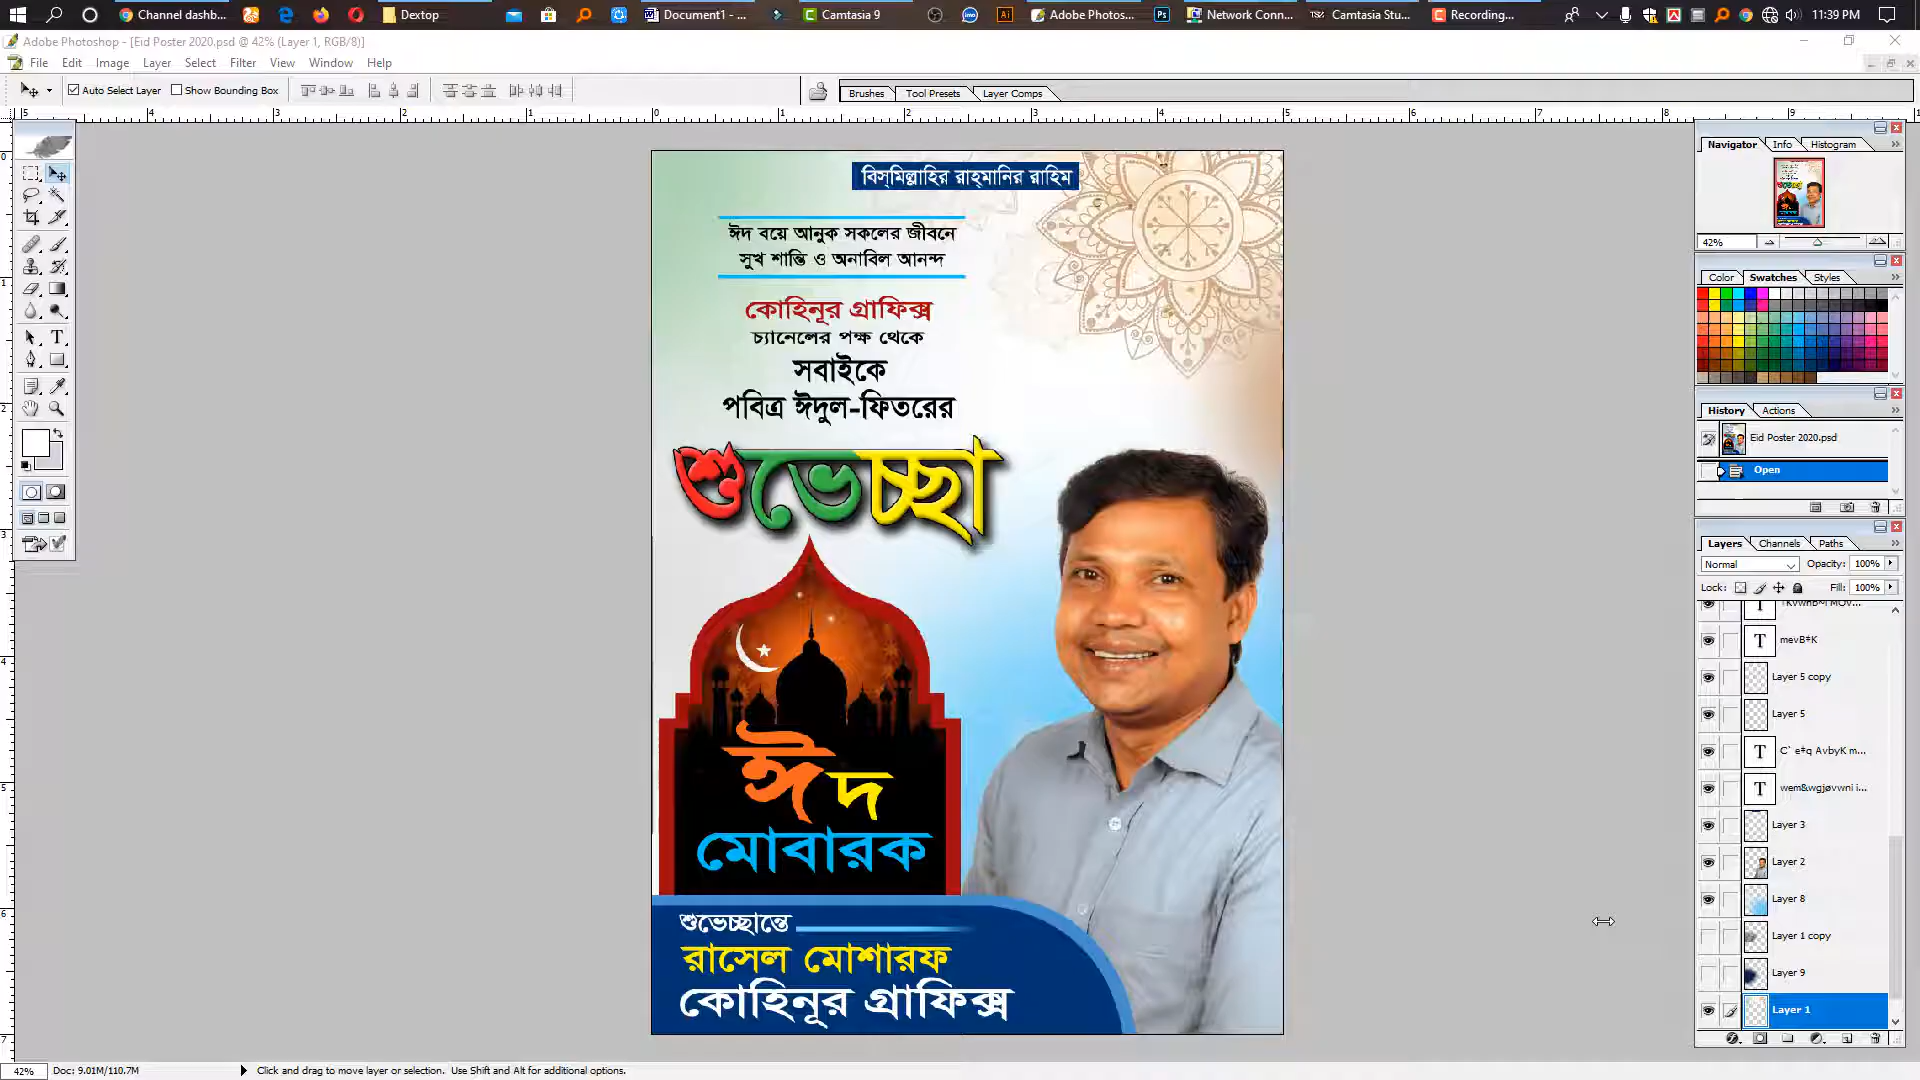 Channel dashb...
Dextop
Document1 - ...
Camtasia 9
Adobe Photos...
Network Conn...
Camtasia Stu...
Recording...
11:39 PM
Adobe Photoshop - [Eid Poster 2020.psd @ 42% (Layer 1, RGB/8)]
File Edit Image Layer Select Filter View Window Help
Auto Select Layer Show Bounding Box
Brushes Tool Presets Layer Comps
Navigator Info Histogram
42%
Color Swatches Styles
History Actions
Eid Poster 2020.psd
Open
Layers Channels Paths
Normal Opacity: 100%
Lock: Fill: 100%
mevB‡K
Layer 5 copy
Layer 5
C` e‡q AvbyK m...
wem&wgjøvwni i...
Layer 3
Layer 2
Layer 8
Layer 1 copy
Layer 9
Layer 1
বিস্‌মিল্লাহির রাহ্‌মানির রাহিম
ঈদ বয়ে আনুক সকলের জীবনে
সুখ শান্তি ও অনাবিল আনন্দ
কোহিনূর গ্রাফিক্স
চ্যানেলের পক্ষ থেকে
সবাইকে
পবিত্র ঈদুল-ফিতরের
শুভেচ্ছা
ঈদ
মোবারক
শুভেচ্ছান্তে
রাসেল মোশারফ
কোহিনূর গ্রাফিক্স
42% Doc: 9.01M/110.7M Click and drag to move layer or selection. Use Shift and Alt for additional options.